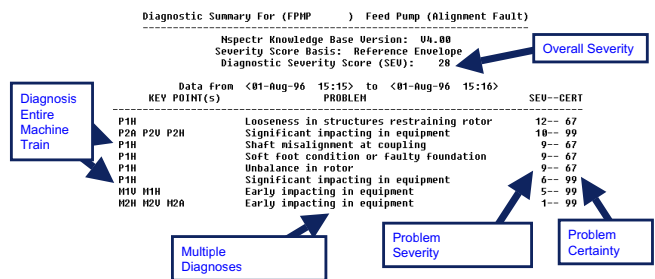 Diagnostic Summary For (FPMP        )  Feed Pump (Alignment Fault)
Nspectr Knowledge Base Version:  V4.00
Severity Score Basis:  Reference Envelope
Diagnostic Severity Score (SEV):    28
Overall Severity
Data from  <01-Aug-96  15:15>  to  <01-Aug-96  15:16>
KEY POINT(s)    PROBLEM    SEV--CERT
Diagnosis
Entire
Machine
Train
P1H    Looseness in structures restraining rotor    12-- 67
P2A P2V P2H    Significant impacting in equipment    10-- 99
P1H    Shaft misalignment at coupling    9-- 67
P1H    Soft foot condition or faulty foundation    9-- 67
P1H    Unbalance in rotor    9-- 67
P1H    Significant impacting in equipment    6-- 99
M1V M1H    Early impacting in equipment    5-- 99
M2H M2V M2A    Early impacting in equipment    1-- 99
Multiple
Diagnoses
Problem
Severity
Problem
Certainty